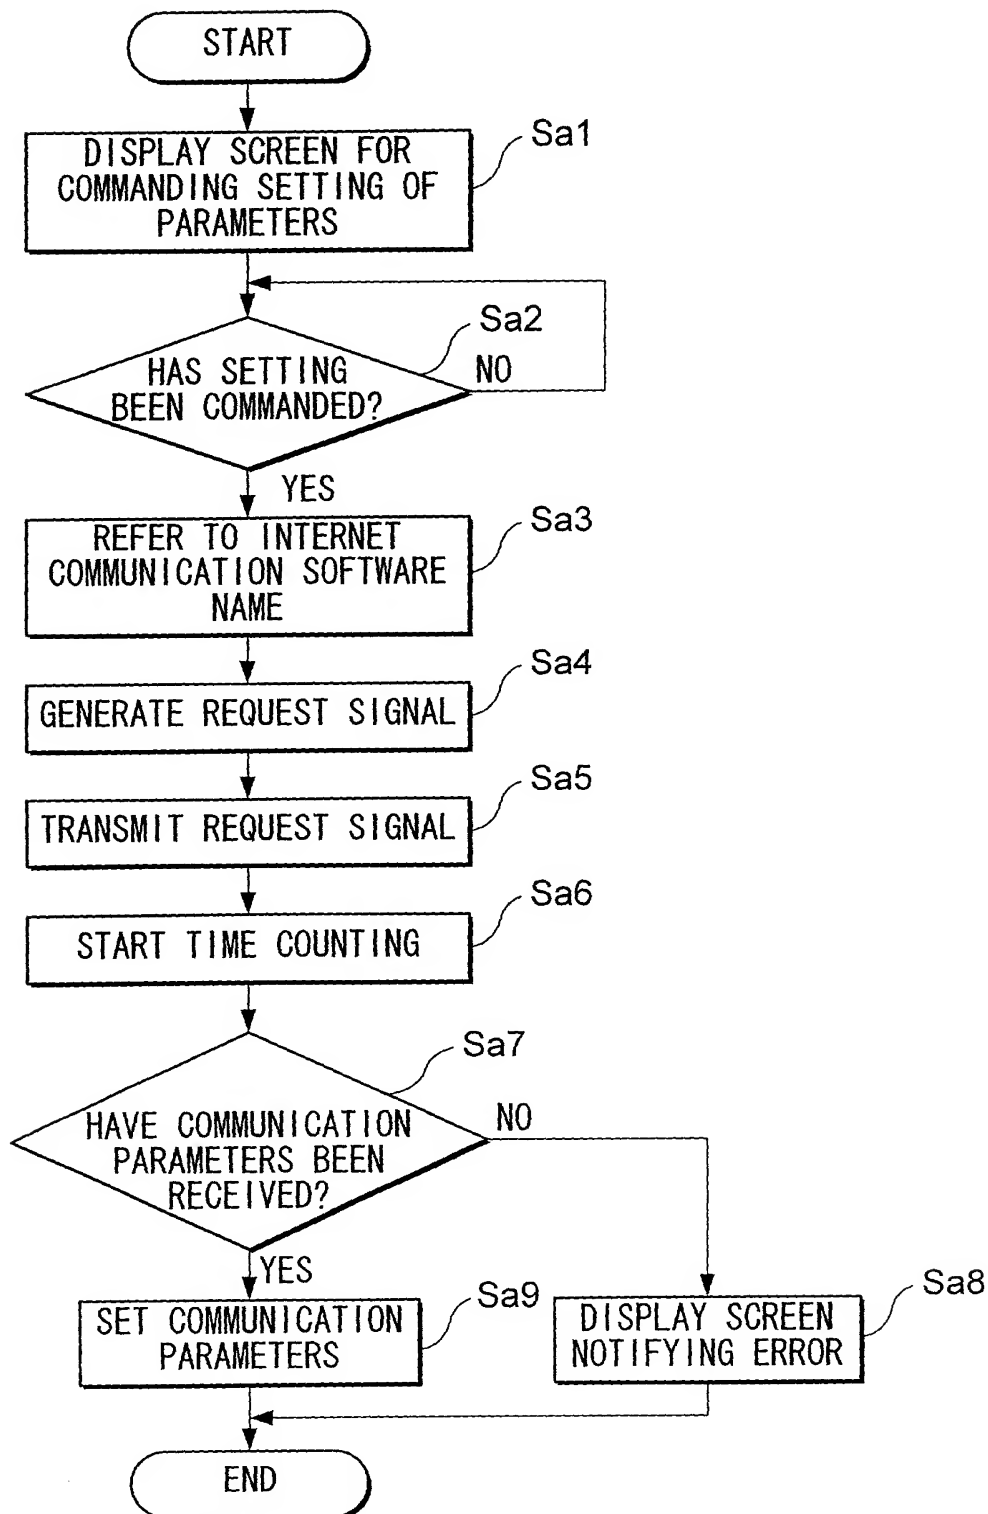 START
Sa1
DISPLAY SCREEN FOR
COMMANDING SETTING OF
PARAMETERS
Sa2
HAS SETTING
BEEN COMMANDED?
NO
YES
Sa3
REFER TO INTERNET
COMMUNICATION SOFTWARE
NAME
Sa4
GENERATE REQUEST SIGNAL
Sa5
TRANSMIT REQUEST SIGNAL
Sa6
START TIME COUNTING
Sa7
HAVE COMMUNICATION
PARAMETERS BEEN
RECEIVED?
NO
YES
Sa9
SET COMMUNICATION
PARAMETERS
Sa8
DISPLAY SCREEN
NOTIFYING ERROR
END